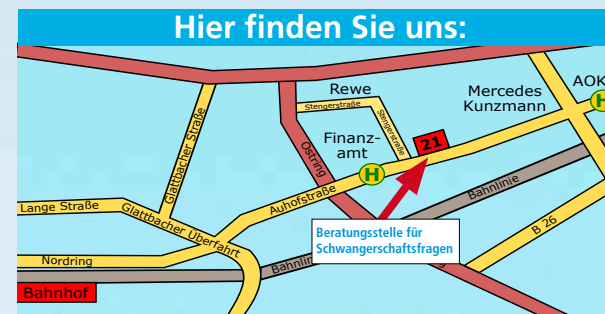 Hier finden Sie uns:
Rewe
Stengerstraße
Stengerstraße
Mercedes
Kunzmann
AOK
H
Glattbacher Straße
Finanz-
amt
H
21
Ostring
Auhofstraße
Bahnlinie
Lange Straße
Glattbacher Überfahrt
Beratungsstelle für
Schwangerschaftsfragen
B 26
Nordring
Bahnlin
Bahnhof